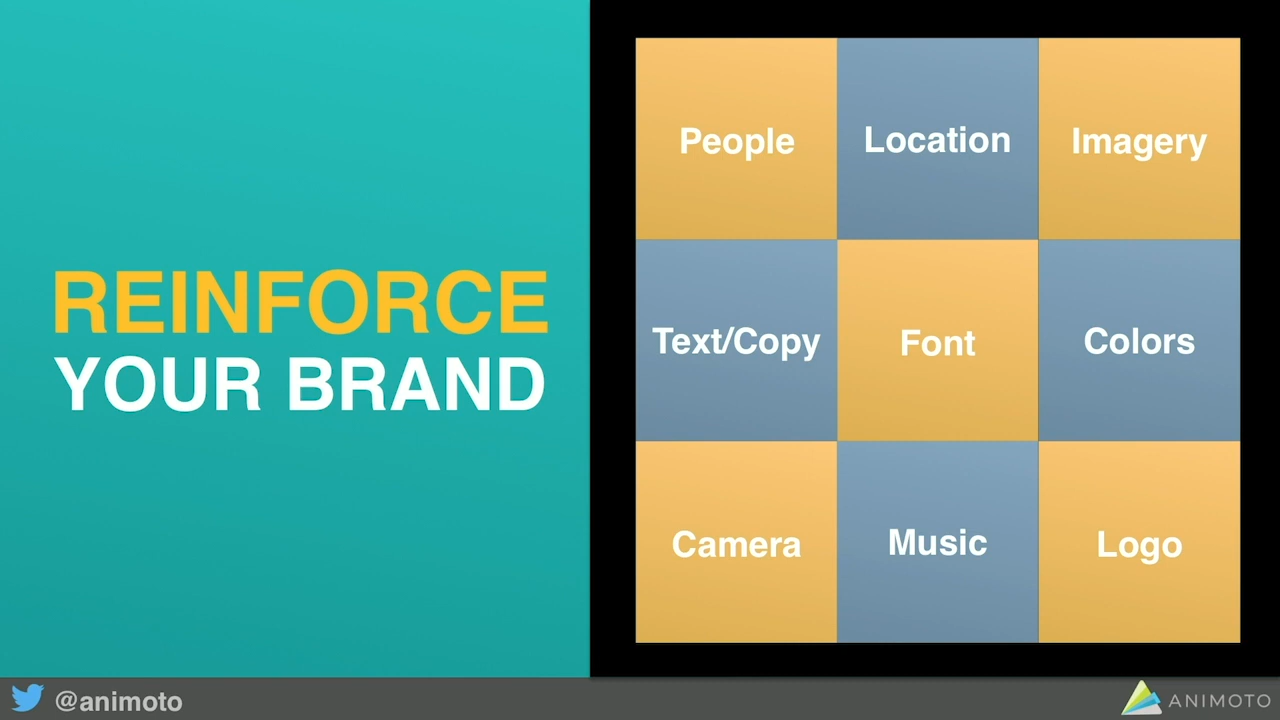 REINFORCE
YOUR BRAND
People
Location
Imagery
Text/Copy
Font
Colors
Camera
Music
Logo
@animoto
ANIMOTO